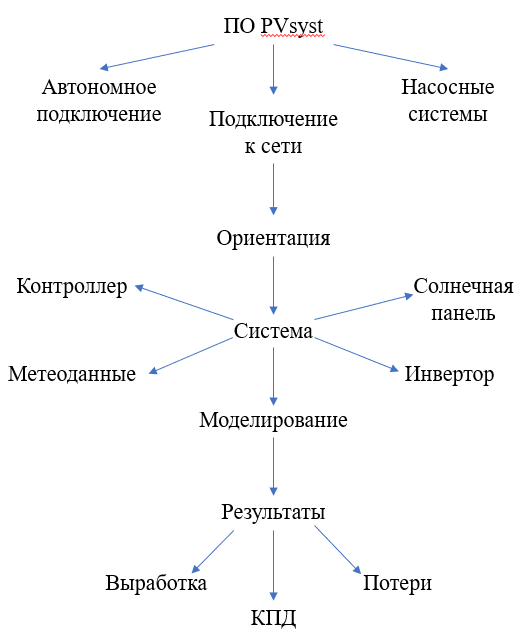 ПО PVsyst
Автономное
подключение
Подключение
к сети
Насосные
системы
Ориентация
Контроллер
Солнечная
панель
Система
Метеоданные
Инвертор
Моделирование
Результаты
Выработка
Потери
КПД